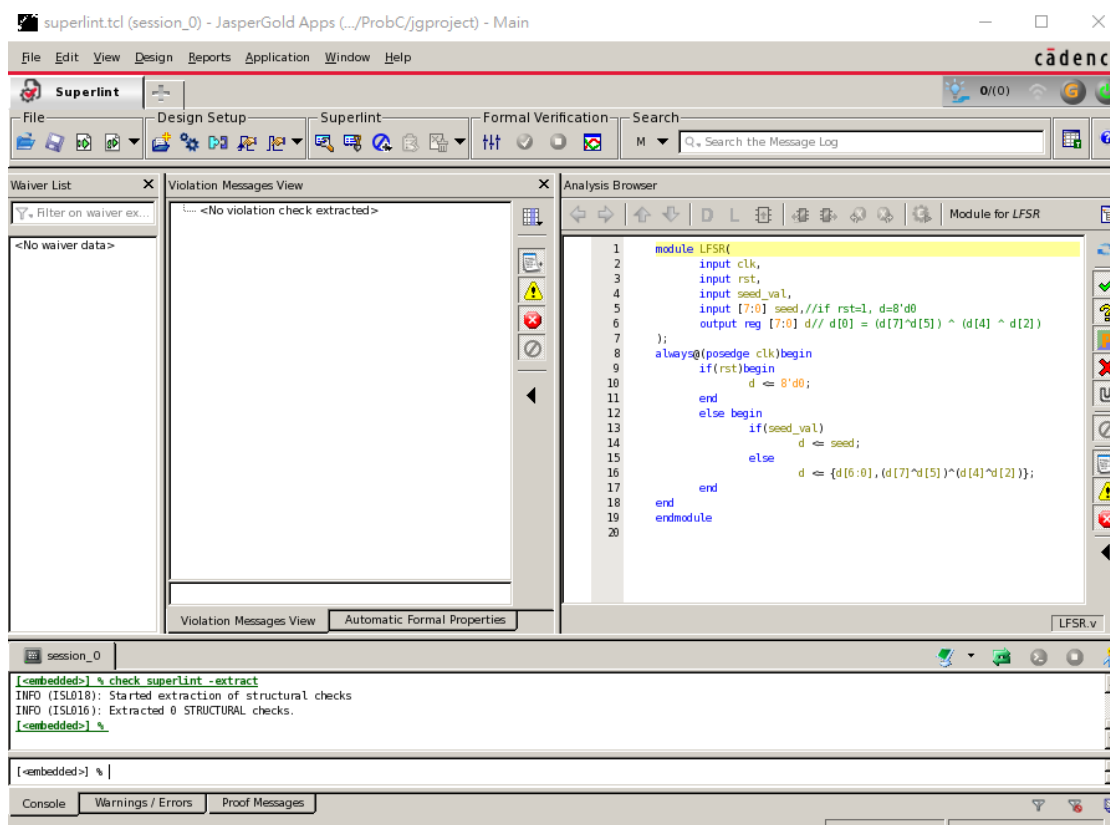 superlint.tcl (session_0) - JasperGold Apps (.../ProbC/jgproject) - Main
File Edit View Design Reports Application Window Help
cādenc
Superlint
0/(0)
File Design Setup Superlint Formal Verification Search
M Search the Message Log
Waiver List
Violation Messages View
Analysis Browser
Filter on waiver ex...
<No violation check extracted>
D L Module for LFSR
<No waiver data>
1 module LFSR(
2 input clk,
3 input rst,
4 input seed_val,
5 input [7:0] seed,//if rst=1, d=8'd0
6 output reg [7:0] d// d[0] = (d[7]^d[5]) ^ (d[4] ^ d[2])
7 );
8 always@(posedge clk)begin
9 if(rst)begin
10 d <= 8'd0;
11 end
12 else begin
13 if(seed_val)
14 d <= seed;
15 else
16 d <= {d[6:0],(d[7]^d[5])^(d[4]^d[2])};
17 end
18 end
19 endmodule
20
Violation Messages View Automatic Formal Properties
LFSR.v
session_0
[<embedded>] % check_superlint -extract
INFO (ISL018): Started extraction of structural checks
INFO (ISL016): Extracted 0 STRUCTURAL checks.
[<embedded>] %
[<embedded>] %
Console Warnings / Errors Proof Messages